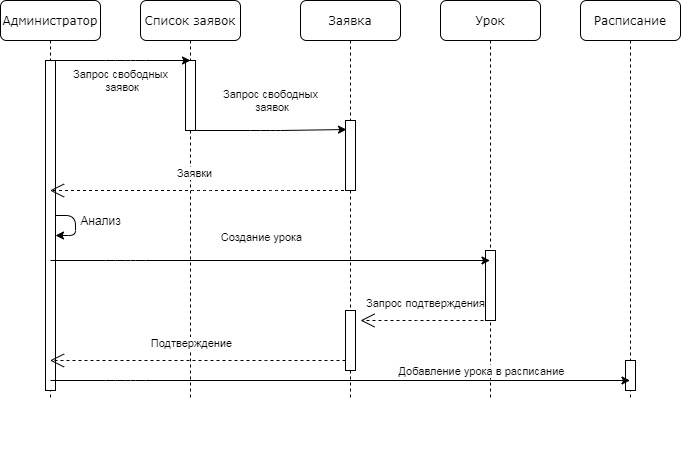 Администратор
Список заявок
Заявка
Урок
Расписание
Запрос свободных
заявок
Запрос свободных
заявок
Заявки
Анализ
Создание урока
Запрос подтверждения
Подтверждение
Добавление урока в расписание